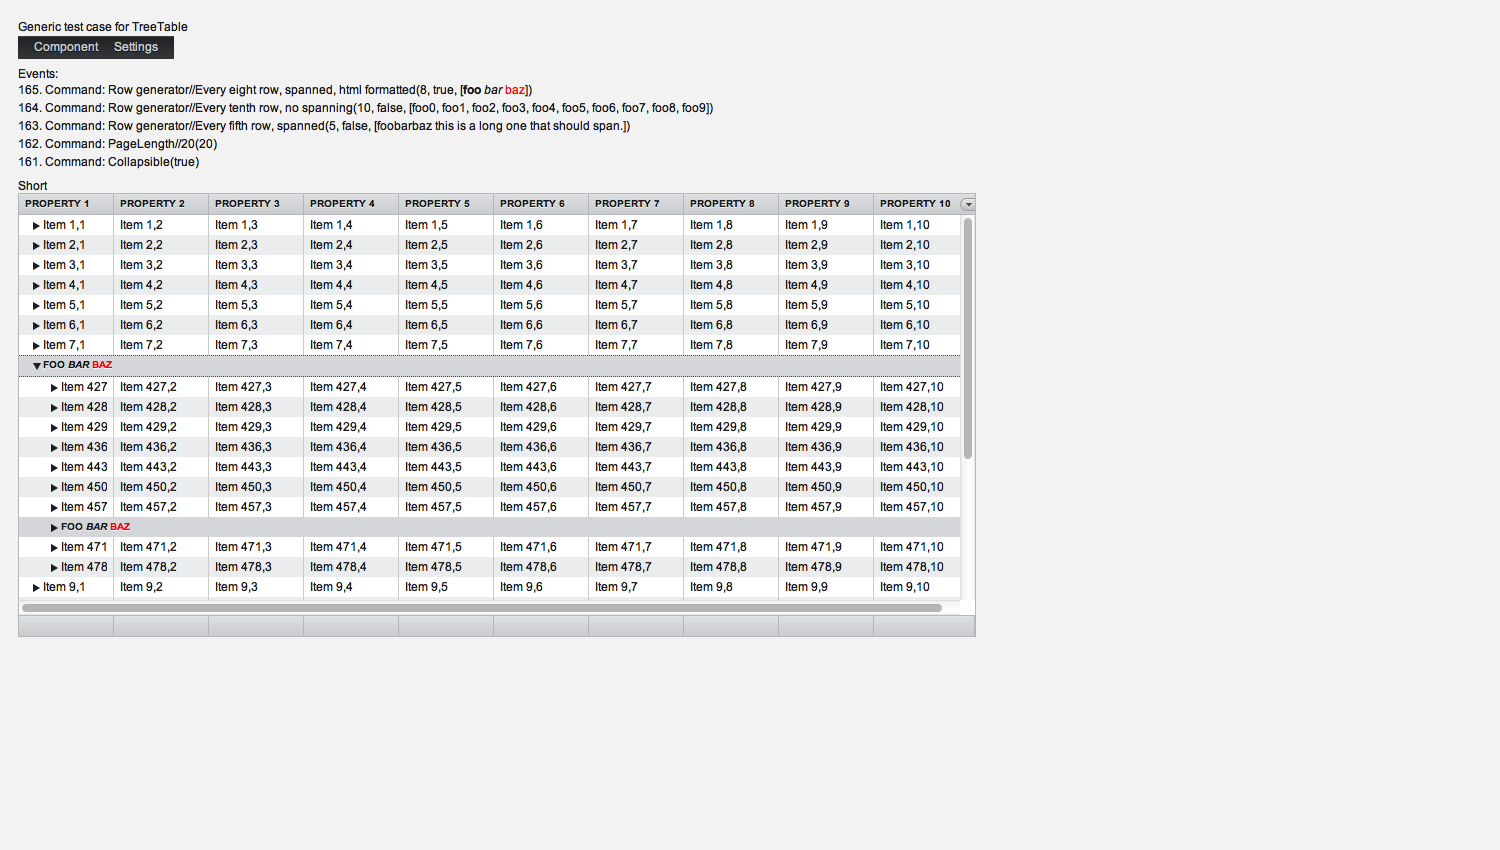 Generic test case for TreeTable
Component Settings
Events:
165. Command: Row generator//Every eight row, spanned, html formatted(8, true, [foo bar baz])
164. Command: Row generator//Every tenth row, no spanning(10, false, [foo0, foo1, foo2, foo3, foo4, foo5, foo6, foo7, foo8, foo9])
163. Command: Row generator//Every fifth row, spanned(5, false, [foobarbaz this is a long one that should span.])
162. Command: PageLength//20(20)
161. Command: Collapsible(true)
Short
PROPERTY 1 PROPERTY 2 PROPERTY 3 PROPERTY 4 PROPERTY 5 PROPERTY 6 PROPERTY 7 PROPERTY 8 PROPERTY 9 PROPERTY 10
Item 1,1 Item 1,2 Item 1,3 Item 1,4 Item 1,5 Item 1,6 Item 1,7 Item 1,8 Item 1,9 Item 1,10
Item 2,1 Item 2,2 Item 2,3 Item 2,4 Item 2,5 Item 2,6 Item 2,7 Item 2,8 Item 2,9 Item 2,10
Item 3,1 Item 3,2 Item 3,3 Item 3,4 Item 3,5 Item 3,6 Item 3,7 Item 3,8 Item 3,9 Item 3,10
Item 4,1 Item 4,2 Item 4,3 Item 4,4 Item 4,5 Item 4,6 Item 4,7 Item 4,8 Item 4,9 Item 4,10
Item 5,1 Item 5,2 Item 5,3 Item 5,4 Item 5,5 Item 5,6 Item 5,7 Item 5,8 Item 5,9 Item 5,10
Item 6,1 Item 6,2 Item 6,3 Item 6,4 Item 6,5 Item 6,6 Item 6,7 Item 6,8 Item 6,9 Item 6,10
Item 7,1 Item 7,2 Item 7,3 Item 7,4 Item 7,5 Item 7,6 Item 7,7 Item 7,8 Item 7,9 Item 7,10
FOO BAR BAZ
Item 427 Item 427,2 Item 427,3 Item 427,4 Item 427,5 Item 427,6 Item 427,7 Item 427,8 Item 427,9 Item 427,10
Item 428 Item 428,2 Item 428,3 Item 428,4 Item 428,5 Item 428,6 Item 428,7 Item 428,8 Item 428,9 Item 428,10
Item 429 Item 429,2 Item 429,3 Item 429,4 Item 429,5 Item 429,6 Item 429,7 Item 429,8 Item 429,9 Item 429,10
Item 436 Item 436,2 Item 436,3 Item 436,4 Item 436,5 Item 436,6 Item 436,7 Item 436,8 Item 436,9 Item 436,10
Item 443 Item 443,2 Item 443,3 Item 443,4 Item 443,5 Item 443,6 Item 443,7 Item 443,8 Item 443,9 Item 443,10
Item 450 Item 450,2 Item 450,3 Item 450,4 Item 450,5 Item 450,6 Item 450,7 Item 450,8 Item 450,9 Item 450,10
Item 457 Item 457,2 Item 457,3 Item 457,4 Item 457,5 Item 457,6 Item 457,7 Item 457,8 Item 457,9 Item 457,10
FOO BAR BAZ
Item 471 Item 471,2 Item 471,3 Item 471,4 Item 471,5 Item 471,6 Item 471,7 Item 471,8 Item 471,9 Item 471,10
Item 478 Item 478,2 Item 478,3 Item 478,4 Item 478,5 Item 478,6 Item 478,7 Item 478,8 Item 478,9 Item 478,10
Item 9,1 Item 9,2 Item 9,3 Item 9,4 Item 9,5 Item 9,6 Item 9,7 Item 9,8 Item 9,9 Item 9,10